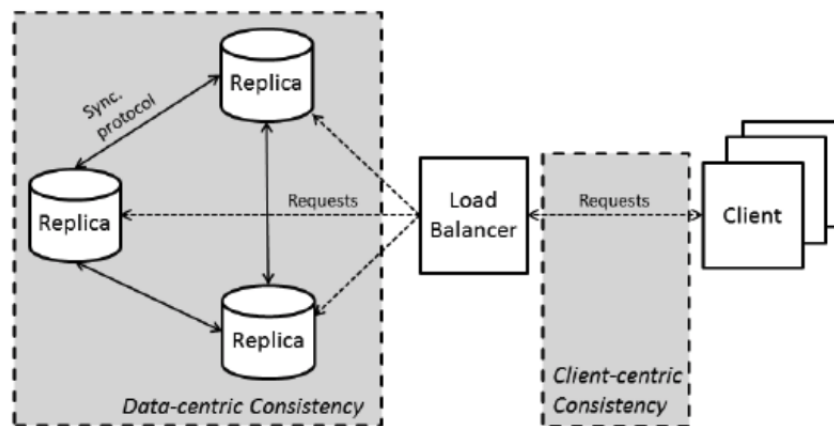 Replica
Sync.
protocol
Replica
Requests
Load
Balancer
Requests
Client
Replica
Data-centric Consistency
Client-centric
Consistency